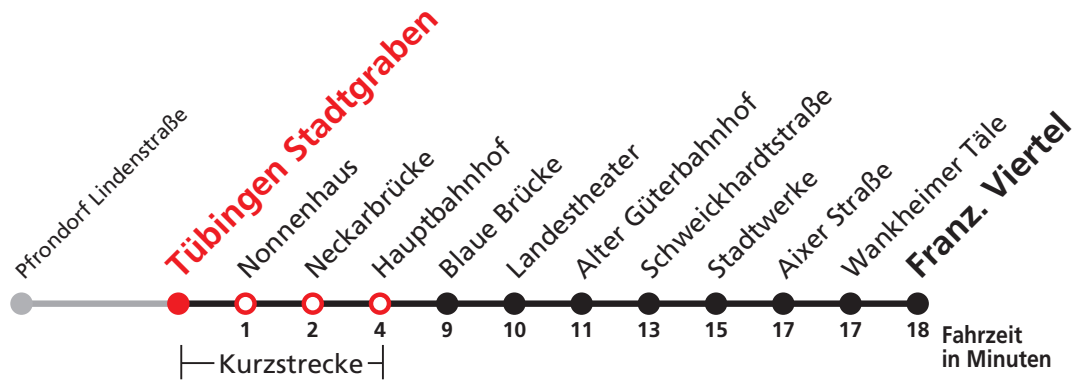 Pfrondorf Lindenstraße
Tübingen Stadtgraben
Nonnenhaus
Neckarbrücke
Hauptbahnhof
Blaue Brücke
Landestheater
Alter Güterbahnhof
Schweickhardtstraße
Stadtwerke
Aixer Straße
Wankheimer Täle
Franz. Viertel
1 2 4 9 10 11 13 15 17 17 18
Fahrzeit
in Minuten
Kurzstrecke